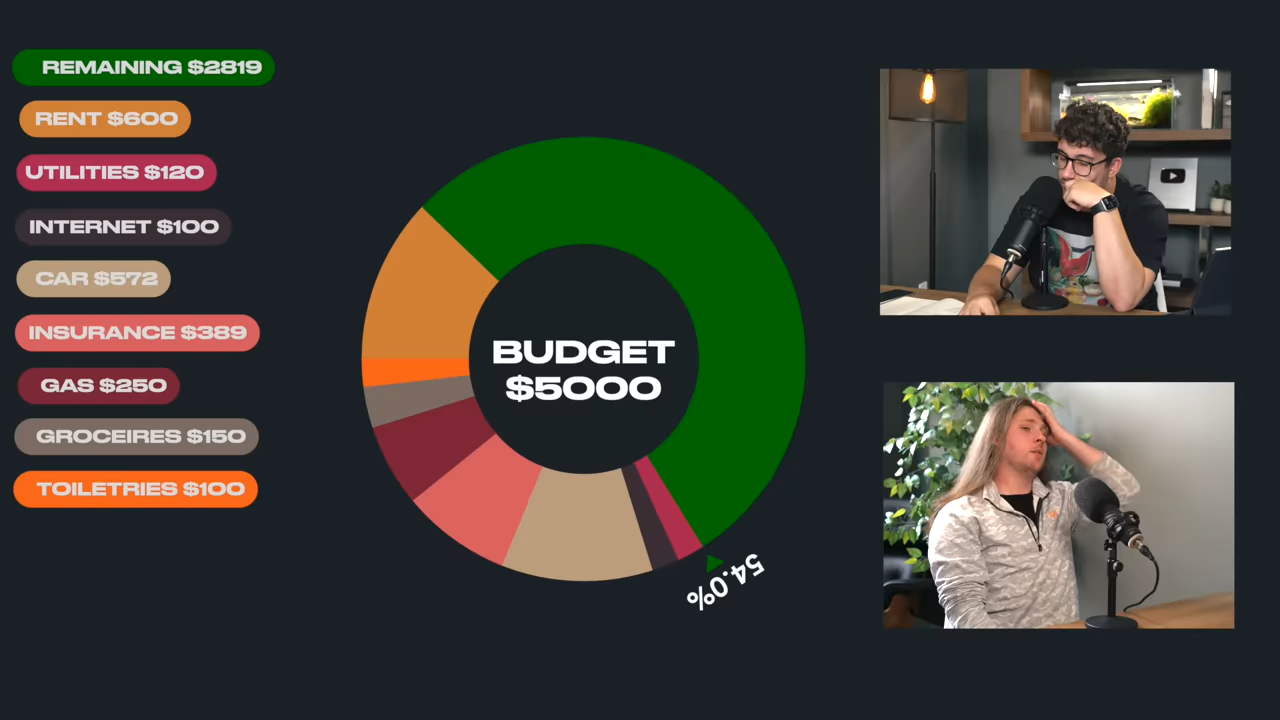 REMAINING $2819
RENT $600
UTILITIES $120
INTERNET $100
CAR $572
INSURANCE $389
GAS $250
GROCEIRES $150
TOILETRIES $100
BUDGET
$5000
54.0%